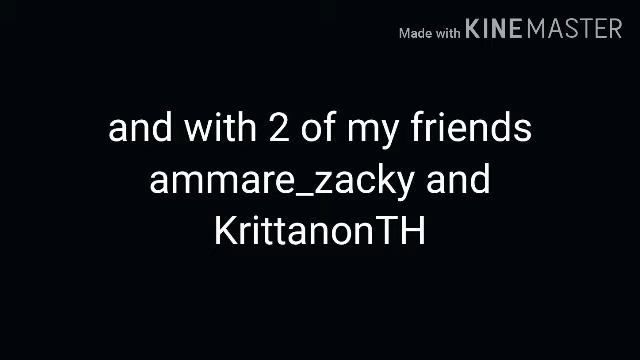 Made with KINEMASTER
and with 2 of my friends
ammare_zacky and
KrittanonTH